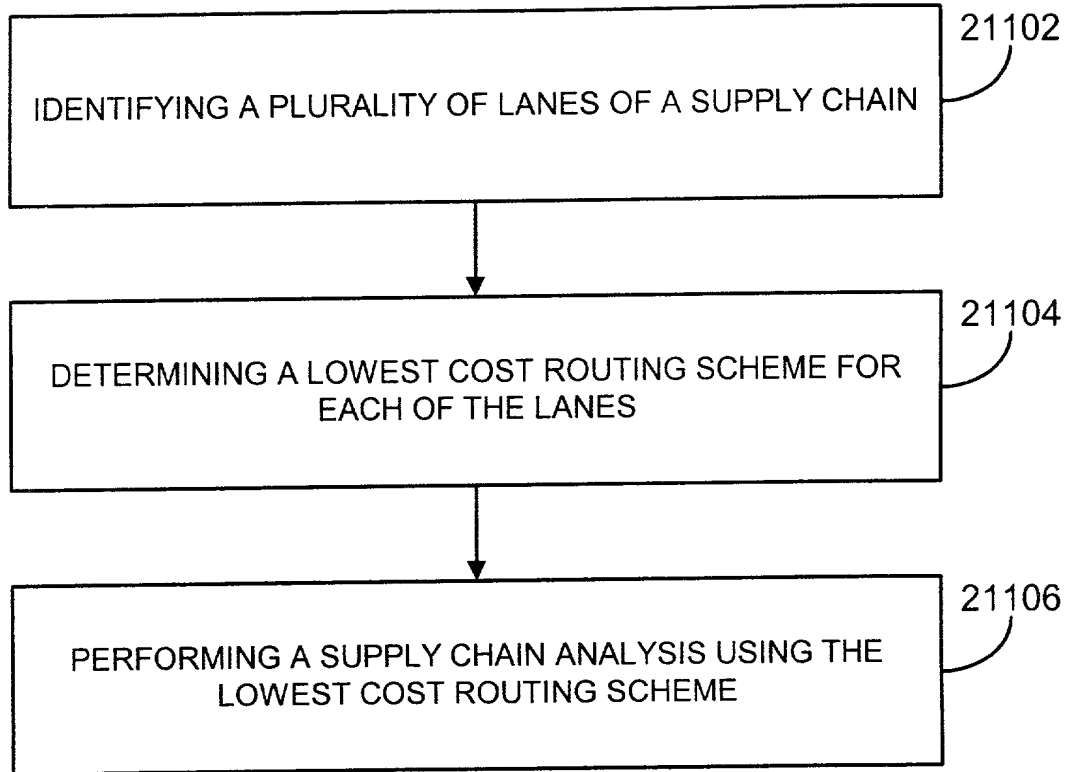 21102
IDENTIFYING A PLURALITY OF LANES OF A SUPPLY CHAIN
21104
DETERMINING A LOWEST COST ROUTING SCHEME FOR
EACH OF THE LANES
21106
PERFORMING A SUPPLY CHAIN ANALYSIS USING THE
LOWEST COST ROUTING SCHEME